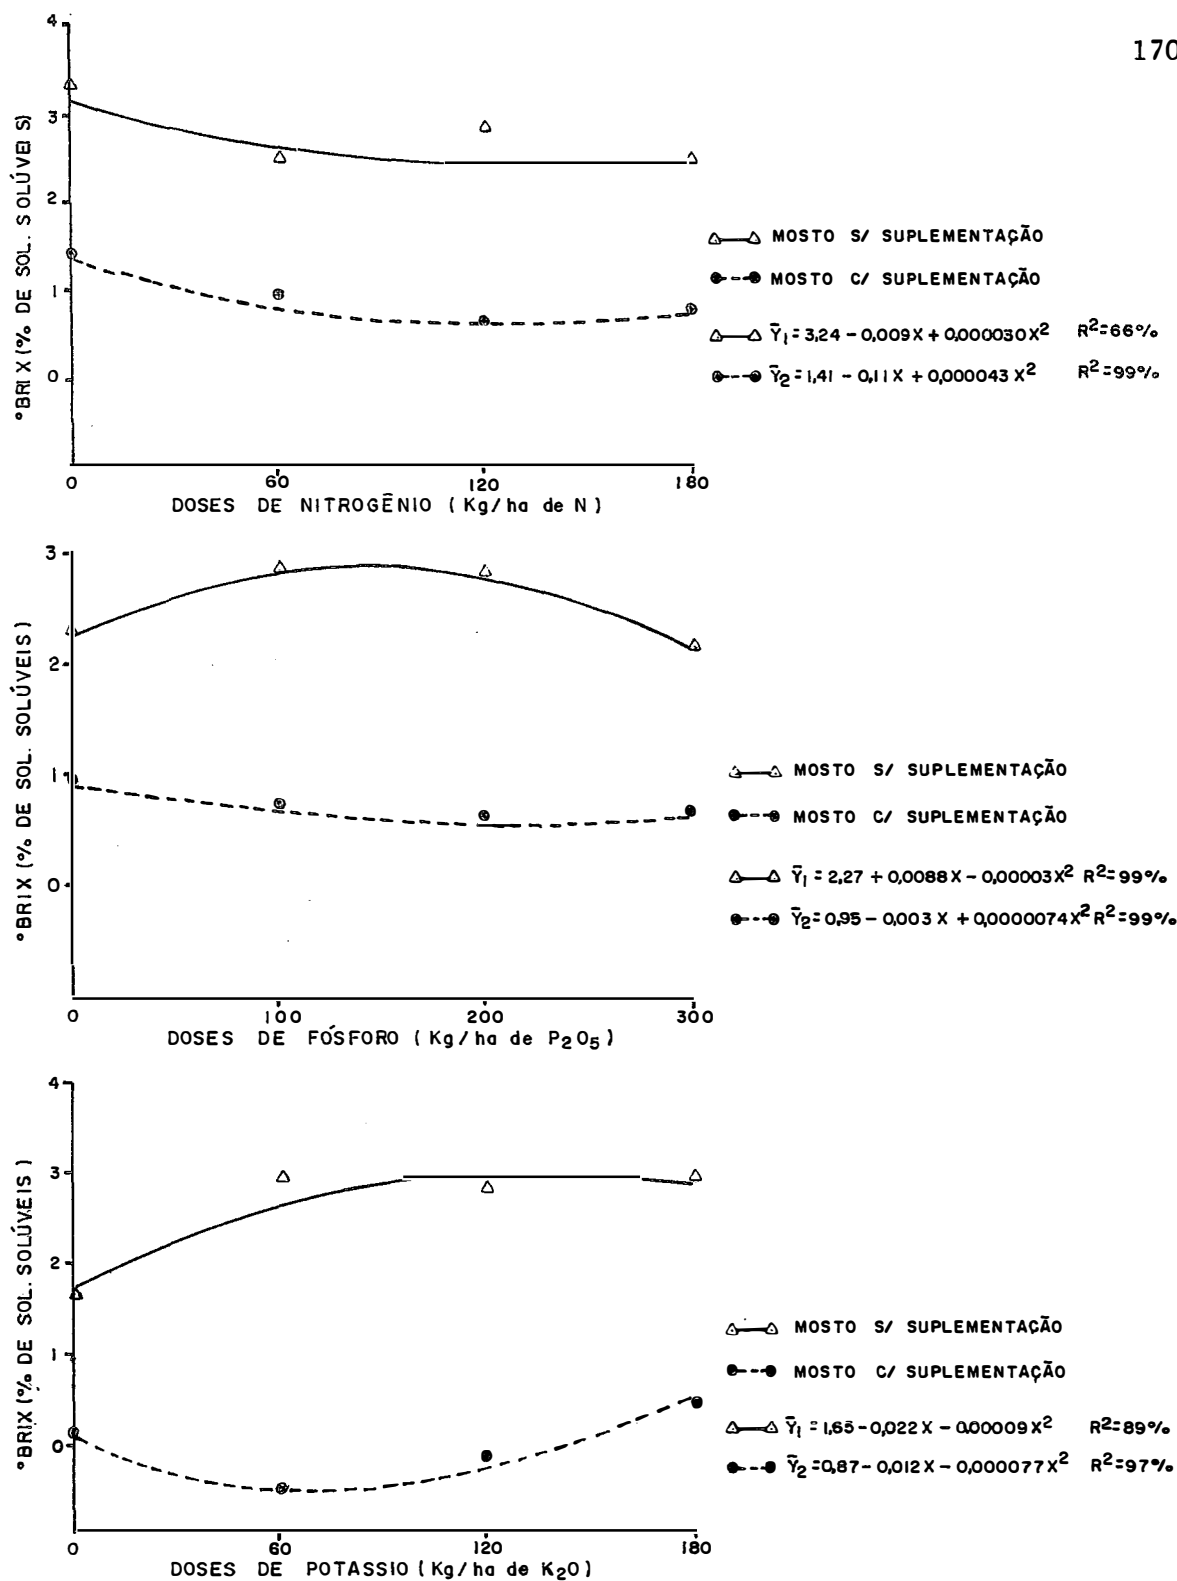 170
4
3
2
1
0
°BRIX (% DE SOL. SOLÚVEIS)
0 60 120 180
DOSES DE NITROGÊNIO (Kg/ha de N)
MOSTO S/ SUPLEMENTAÇÃO
MOSTO C/ SUPLEMENTAÇÃO
Ȳ₁ = 3,24 - 0,009X + 0,000030X² R² = 66%
Ȳ₂ = 1,41 - 0,11X + 0,000043X² R² = 99%
3
2
1
0
°BRIX (% DE SOL. SOLÚVEIS)
0 100 200 300
DOSES DE FÓSFORO (Kg/ha de P₂O₅)
MOSTO S/ SUPLEMENTAÇÃO
MOSTO C/ SUPLEMENTAÇÃO
Ȳ₁ = 2,27 + 0,0088X - 0,00003X² R² = 99%
Ȳ₂ = 0,95 - 0,003X + 0,0000074X² R² = 99%
4
3
2
1
0
°BRIX (% DE SOL. SOLÚVEIS)
0 60 120 180
DOSES DE POTASSIO (Kg/ha de K₂O)
MOSTO S/ SUPLEMENTAÇÃO
MOSTO C/ SUPLEMENTAÇÃO
Ȳ₁ = 1,65 - 0,022X - 0,00009X² R² = 89%
Ȳ₂ = 0,87 - 0,012X - 0,000077X² R² = 97%